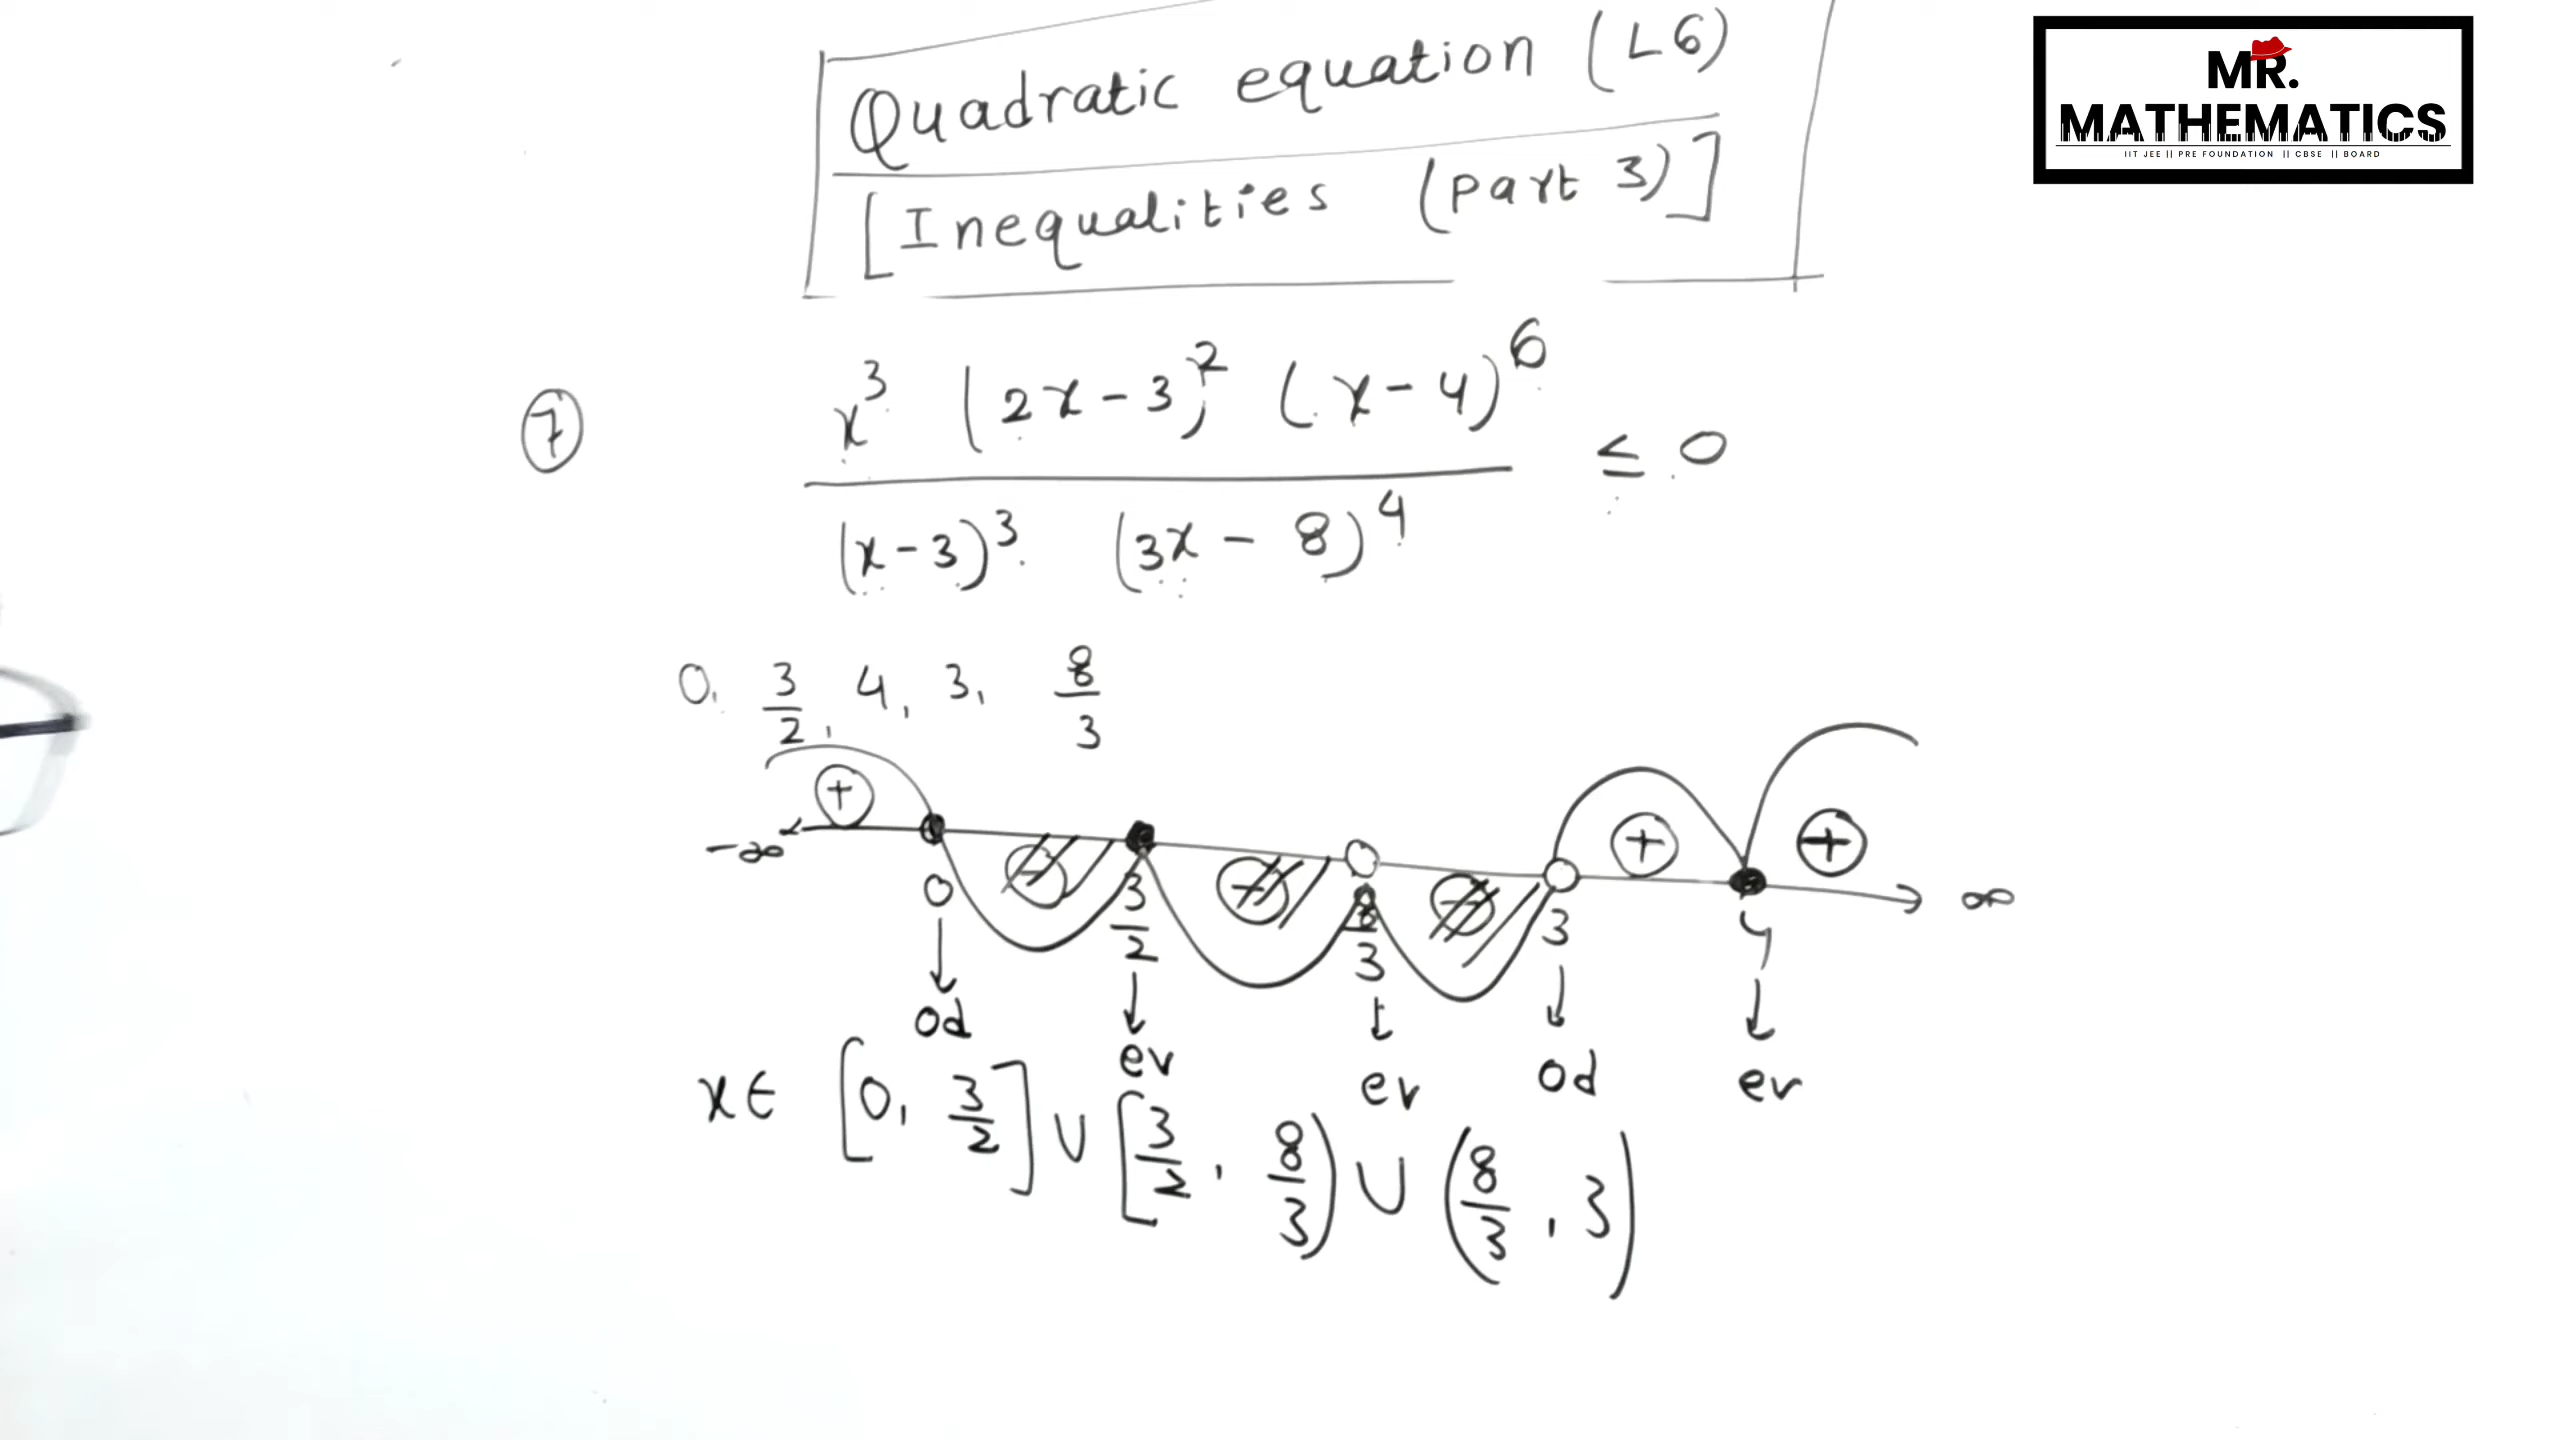 Quadratic equation (L6)
[Inequalities (part 3)]
MR.
MATHEMATICS
IIT JEE || PRE FOUNDATION || CBSE || BOARD
7
x³ (2x-3)² (x-4)⁶
≤ 0
(x-3)³ (3x-8)⁴
0, 3/2, 4, 3, 8/3
+ - - - + +
-∞ 0 3/2 8/3 3 4 ∞
od ev ev od ev
x∈ [0, 3/2] ∪ [3/2, 8/3) ∪ (8/3, 3)